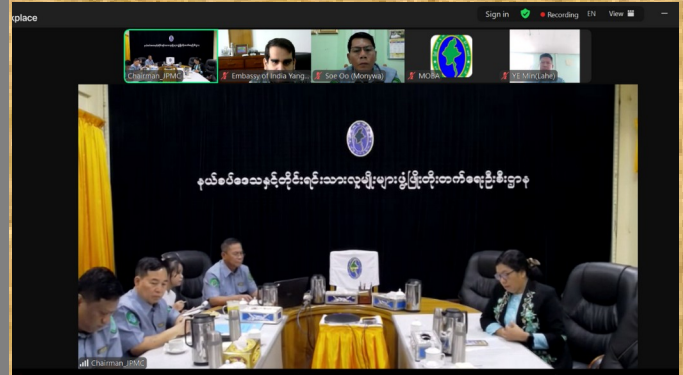 xplace
Sign in
Recording
EN
View
Chairman_JPMC
Embassy of India Yang...
Soe Oo (Monywa)
MOBA
YE Min(Lahe)
နယ်စပ်ဒေသနှင့်တိုင်းရင်းသားလူမျိုးများဖွံ့ဖြိုးတိုးတက်ရေးဦးစီးဌာန
Chairman_JPMC